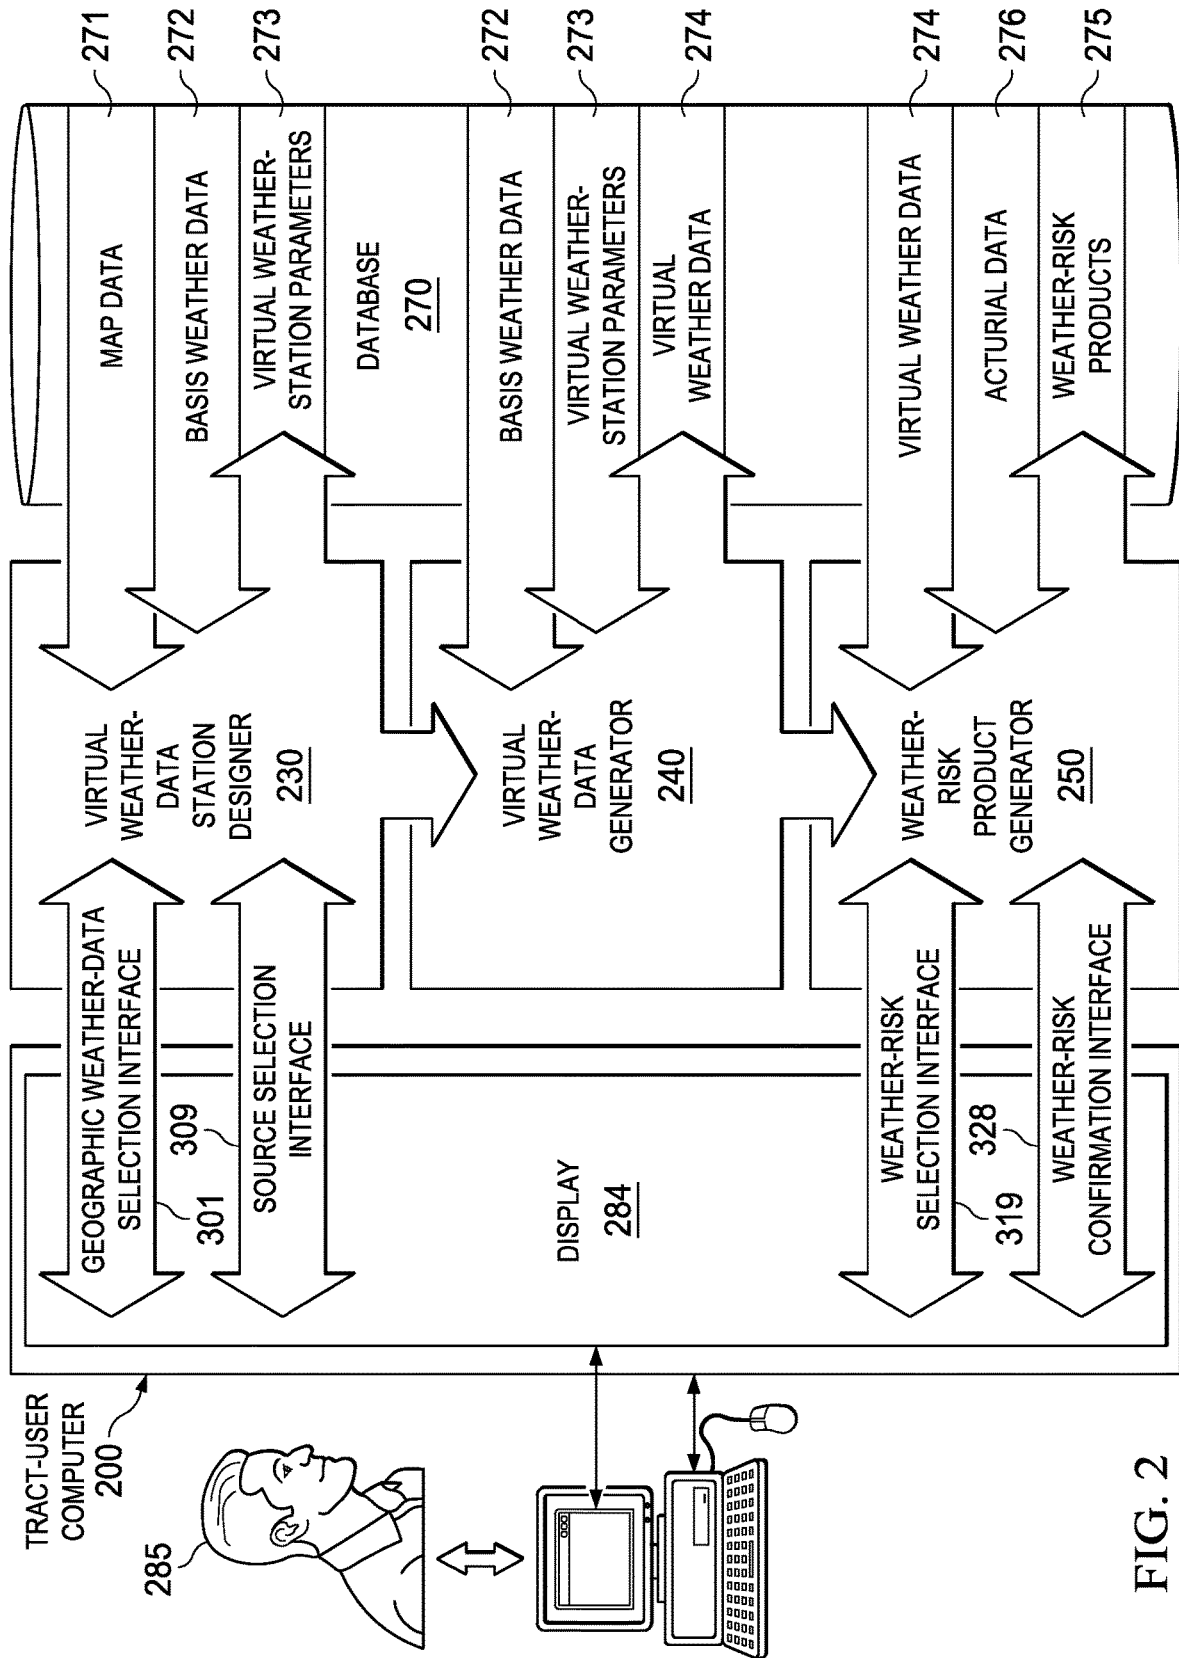 TRACT-USER
COMPUTER
200
285
GEOGRAPHIC WEATHER-DATA
SELECTION INTERFACE
301
309
SOURCE SELECTION
INTERFACE
DISPLAY
284
WEATHER-RISK
SELECTION INTERFACE
319
328
WEATHER-RISK
CONFIRMATION INTERFACE
VIRTUAL
WEATHER-
DATA
STATION
DESIGNER
230
VIRTUAL
WEATHER-
DATA
GENERATOR
240
WEATHER-
RISK
PRODUCT
GENERATOR
250
MAP DATA
BASIS WEATHER DATA
VIRTUAL WEATHER-
STATION PARAMETERS
DATABASE
270
BASIS WEATHER DATA
VIRTUAL WEATHER-
STATION PARAMETERS
VIRTUAL
WEATHER DATA
VIRTUAL WEATHER DATA
ACTURIAL DATA
WEATHER-RISK
PRODUCTS
271
272
273
272
273
274
274
276
275
FIG. 2